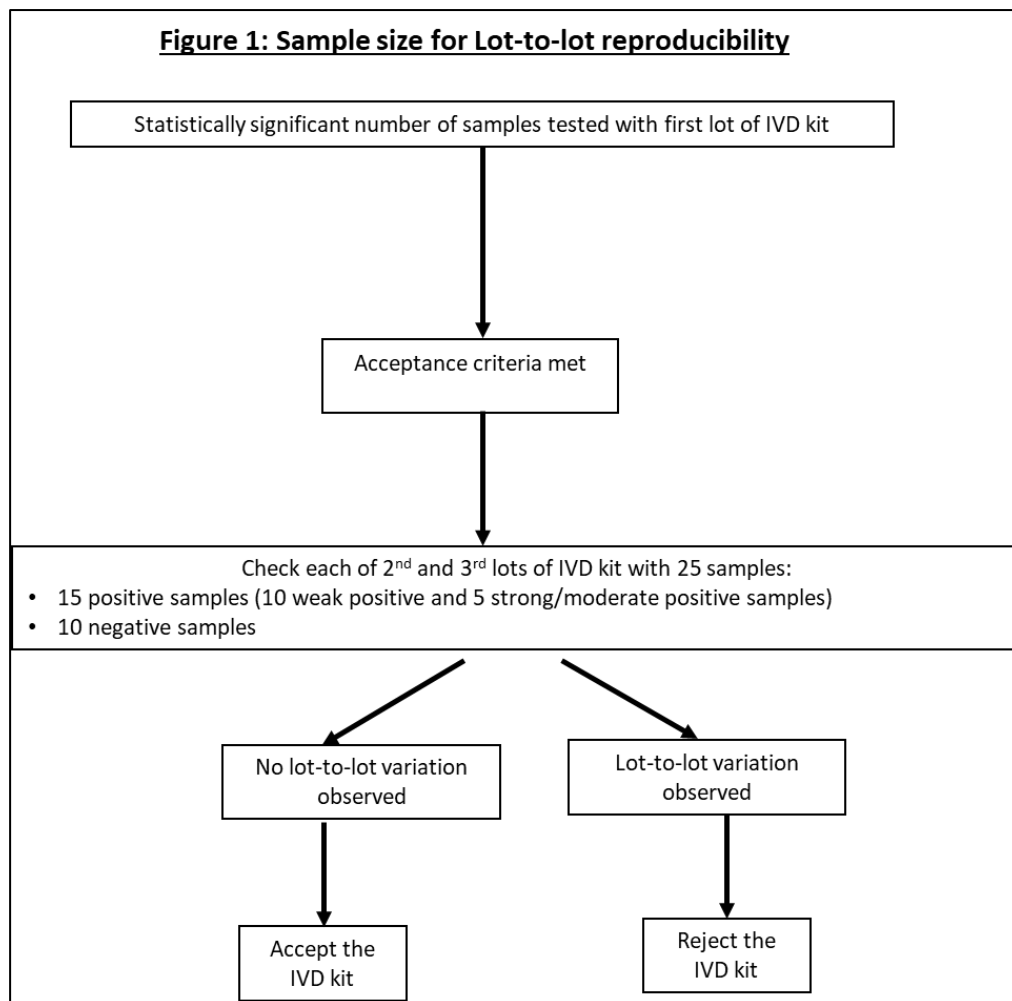 Figure 1: Sample size for Lot-to-lot reproducibility
Statistically significant number of samples tested with first lot of IVD kit
Acceptance criteria met
Check each of 2nd and 3rd lots of IVD kit with 25 samples:
• 15 positive samples (10 weak positive and 5 strong/moderate positive samples)
• 10 negative samples
No lot-to-lot variation
observed
Lot-to-lot variation
observed
Accept the
IVD kit
Reject the
IVD kit